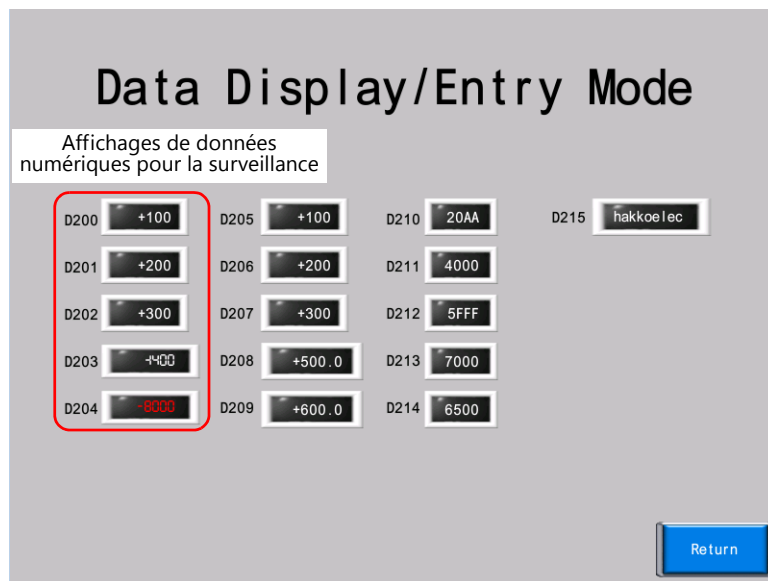 Data Display/Entry Mode
Affichages de données
numériques pour la surveillance
D200 +100 D205 +100 D210 20AA D215 hakkoelec
D201 +200 D206 +200 D211 4000
D202 +300 D207 +300 D212 5FFF
D203 -1400 D208 +500.0 D213 7000
D204 D209 +600.0 D214 6500
Return